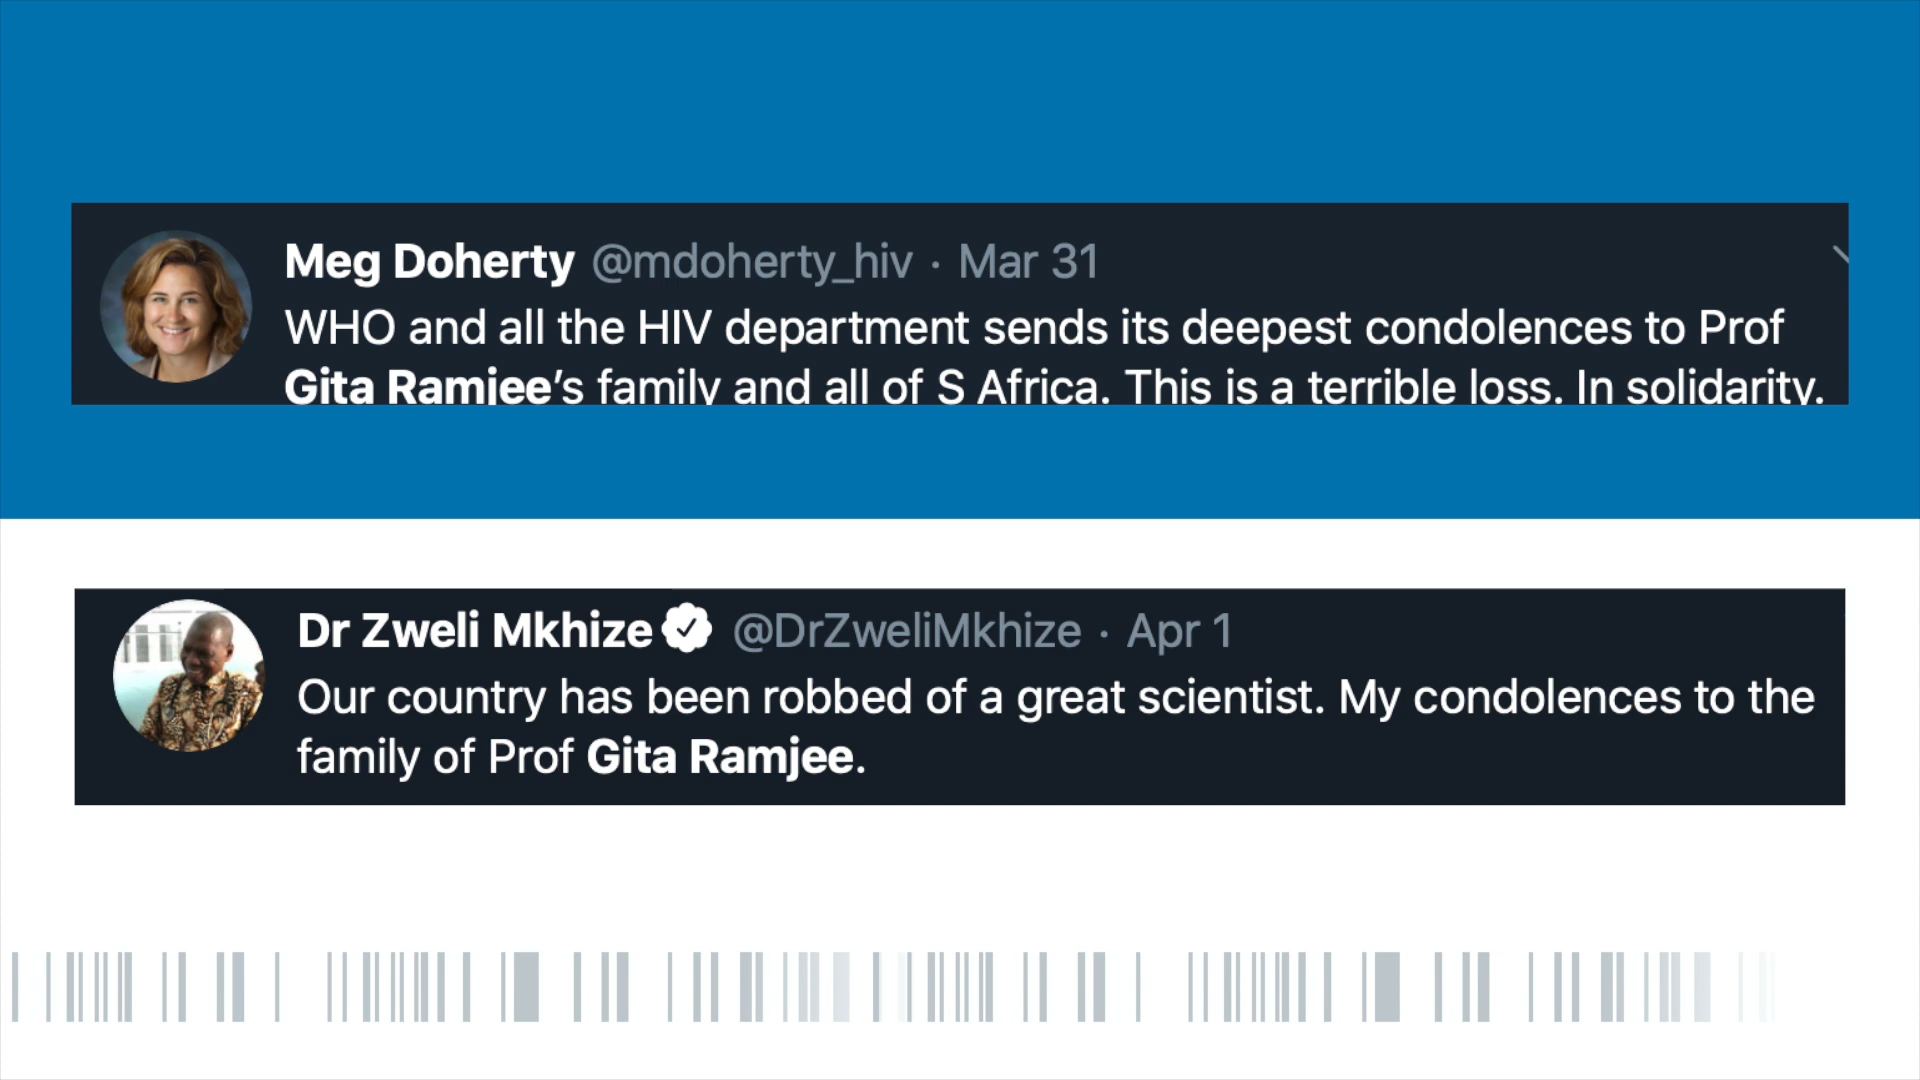 Meg Doherty @mdoherty_hiv · Mar 31
WHO and all the HIV department sends its deepest condolences to Prof
Gita Ramjee's family and all of S Africa. This is a terrible loss. In solidarity.
Dr Zweli Mkhize @DrZweliMkhize · Apr 1
Our country has been robbed of a great scientist. My condolences to the
family of Prof Gita Ramjee.